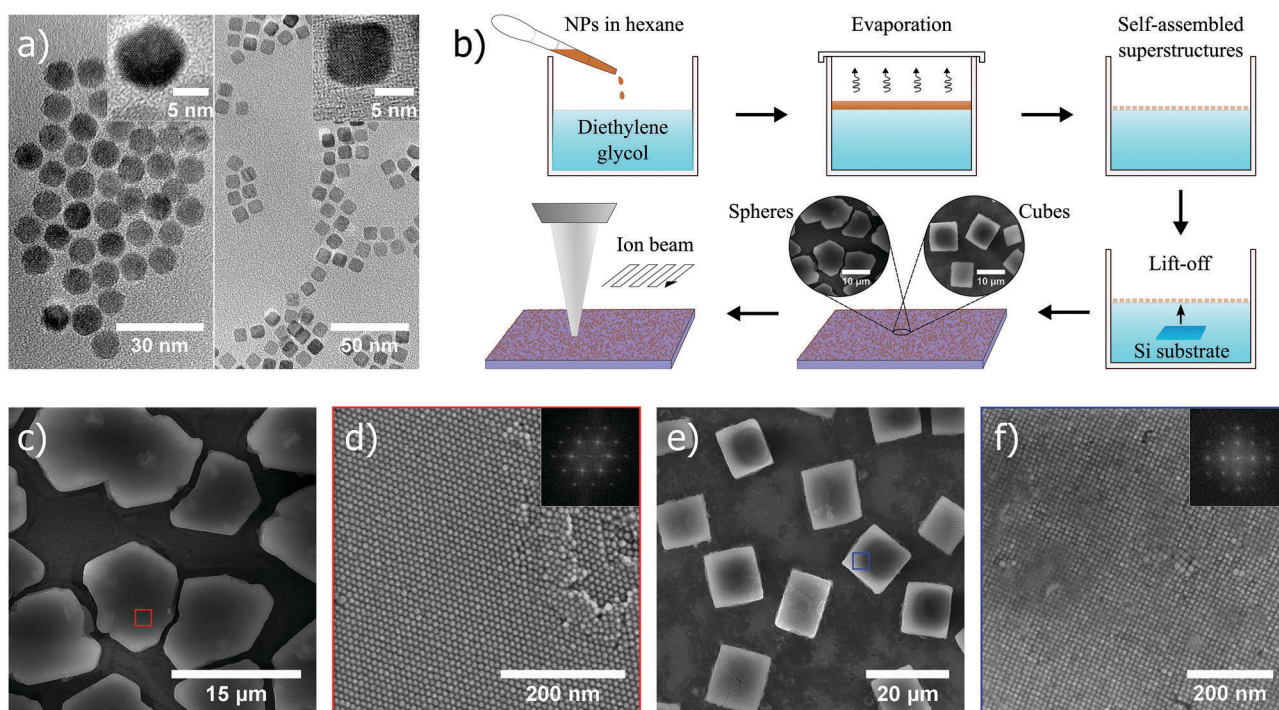 a)
5 nm
5 nm
30 nm
50 nm
b)
NPs in hexane
Diethylene
glycol
Evaporation
Self-assembled
superstructures
Lift-off
Si substrate
Spheres
10 µm
Cubes
10 µm
Ion beam
c)
15 µm
d)
200 nm
e)
20 µm
f)
200 nm